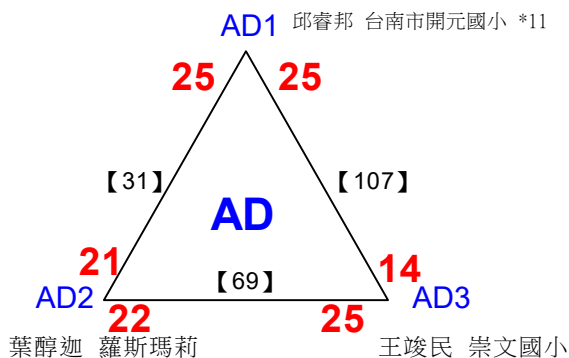 AD1 邱睿邦 台南市開元國小 *11
25 25
【31】 【107】
AD
21 【69】 14
AD2 AD3
22 25
葉醇迦 蘿斯瑪莉 王竣民 崇文國小